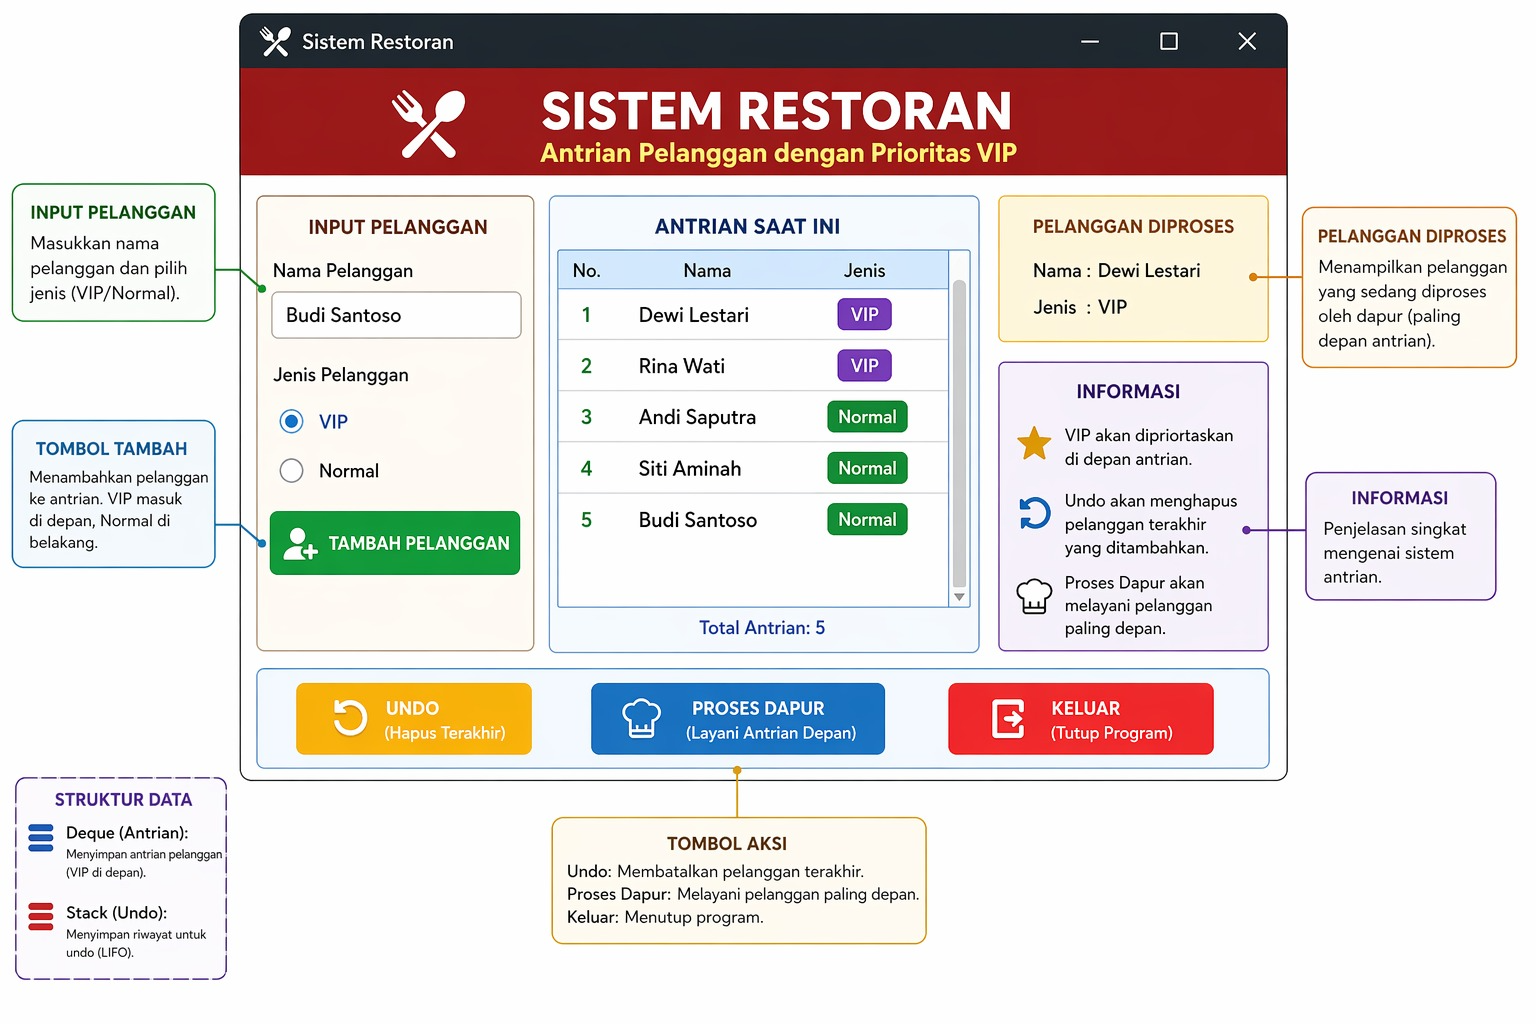 Sistem Restoran
SISTEM RESTORAN
Antrian Pelanggan dengan Prioritas VIP
INPUT PELANGGAN
Masukkan nama
pelanggan dan pilih
jenis (VIP/Normal).
TOMBOL TAMBAH
Menambahkan pelanggan
ke antrian. VIP masuk
di depan, Normal di
belakang.
INPUT PELANGGAN
Nama Pelanggan
Budi Santoso
Jenis Pelanggan
VIP
Normal
TAMBAH PELANGGAN
ANTRIAN SAAT INI
No. Nama Jenis
1 Dewi Lestari VIP
2 Rina Wati VIP
3 Andi Saputra Normal
4 Siti Aminah Normal
5 Budi Santoso Normal
Total Antrian: 5
PELANGGAN DIPROSES
Nama : Dewi Lestari
Jenis : VIP
INFORMASI
VIP akan dipriortaskan
di depan antrian.
Undo akan menghapus
pelanggan terakhir
yang ditambahkan.
Proses Dapur akan
melayani pelanggan
paling depan.
PELANGGAN DIPROSES
Menampilkan pelanggan
yang sedang diproses
oleh dapur (paling
depan antrian).
INFORMASI
Penjelasan singkat
mengenai sistem
antrian.
UNDO
(Hapus Terakhir)
PROSES DAPUR
(Layani Antrian Depan)
KELUAR
(Tutup Program)
STRUKTUR DATA
Deque (Antrian):
Menyimpan antrian pelanggan
(VIP di depan).
Stack (Undo):
Menyimpan riwayat untuk
undo (LIFO).
TOMBOL AKSI
Undo: Membatalkan pelanggan terakhir.
Proses Dapur: Melayani pelanggan paling depan.
Keluar: Menutup program.